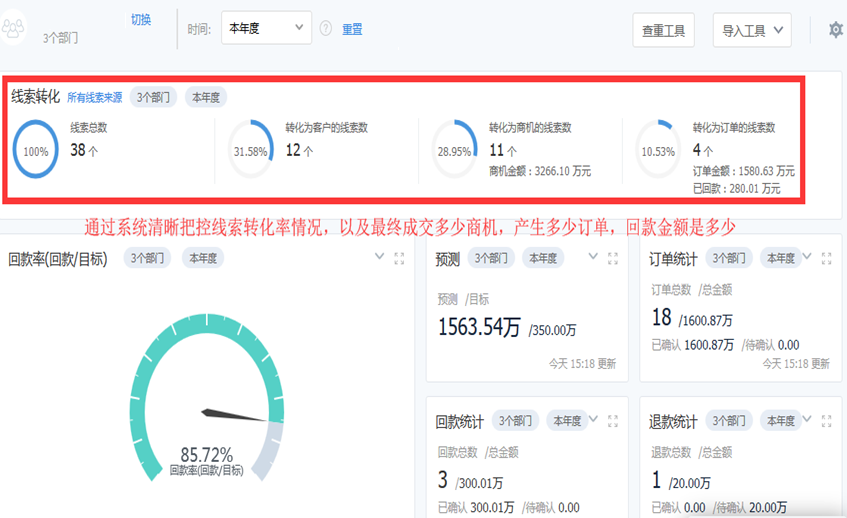 3个部门
切换
时间:
本年度
?
重置
查重工具
导入工具
线索转化 所有线索来源 3个部门 本年度
100%
线索总数
38 个
31.58%
转化为客户的线索数
12 个
28.95%
转化为商机的线索数
11 个
商机金额：3266.10 万元
10.53%
转化为订单的线索数
4 个
订单金额：1580.63 万元
已回款：280.01 万元
通过系统清晰把控线索转化率情况，以及最终成交多少商机，产生多少订单，回款金额是多少
回款率(回款/目标) 3个部门 本年度
85.72%
回款率(回款/目标)
预测 3个部门 本年度
预测 /目标
1563.54万 /350.00万
今天 15:18 更新
订单统计 3个部门 本年度
订单总数 /总金额
18 /1600.87万
已确认 1600.87万 /待确认 0.00
今天 15:18 更新
回款统计 3个部门 本年度
回款总数 /总金额
3 /300.01万
已确认 300.01万 /待确认 0.00
退款统计 3个部门 本年度
退款总数 /总金额
1 /20.00万
已确认 0.00 /待确认 20.00万